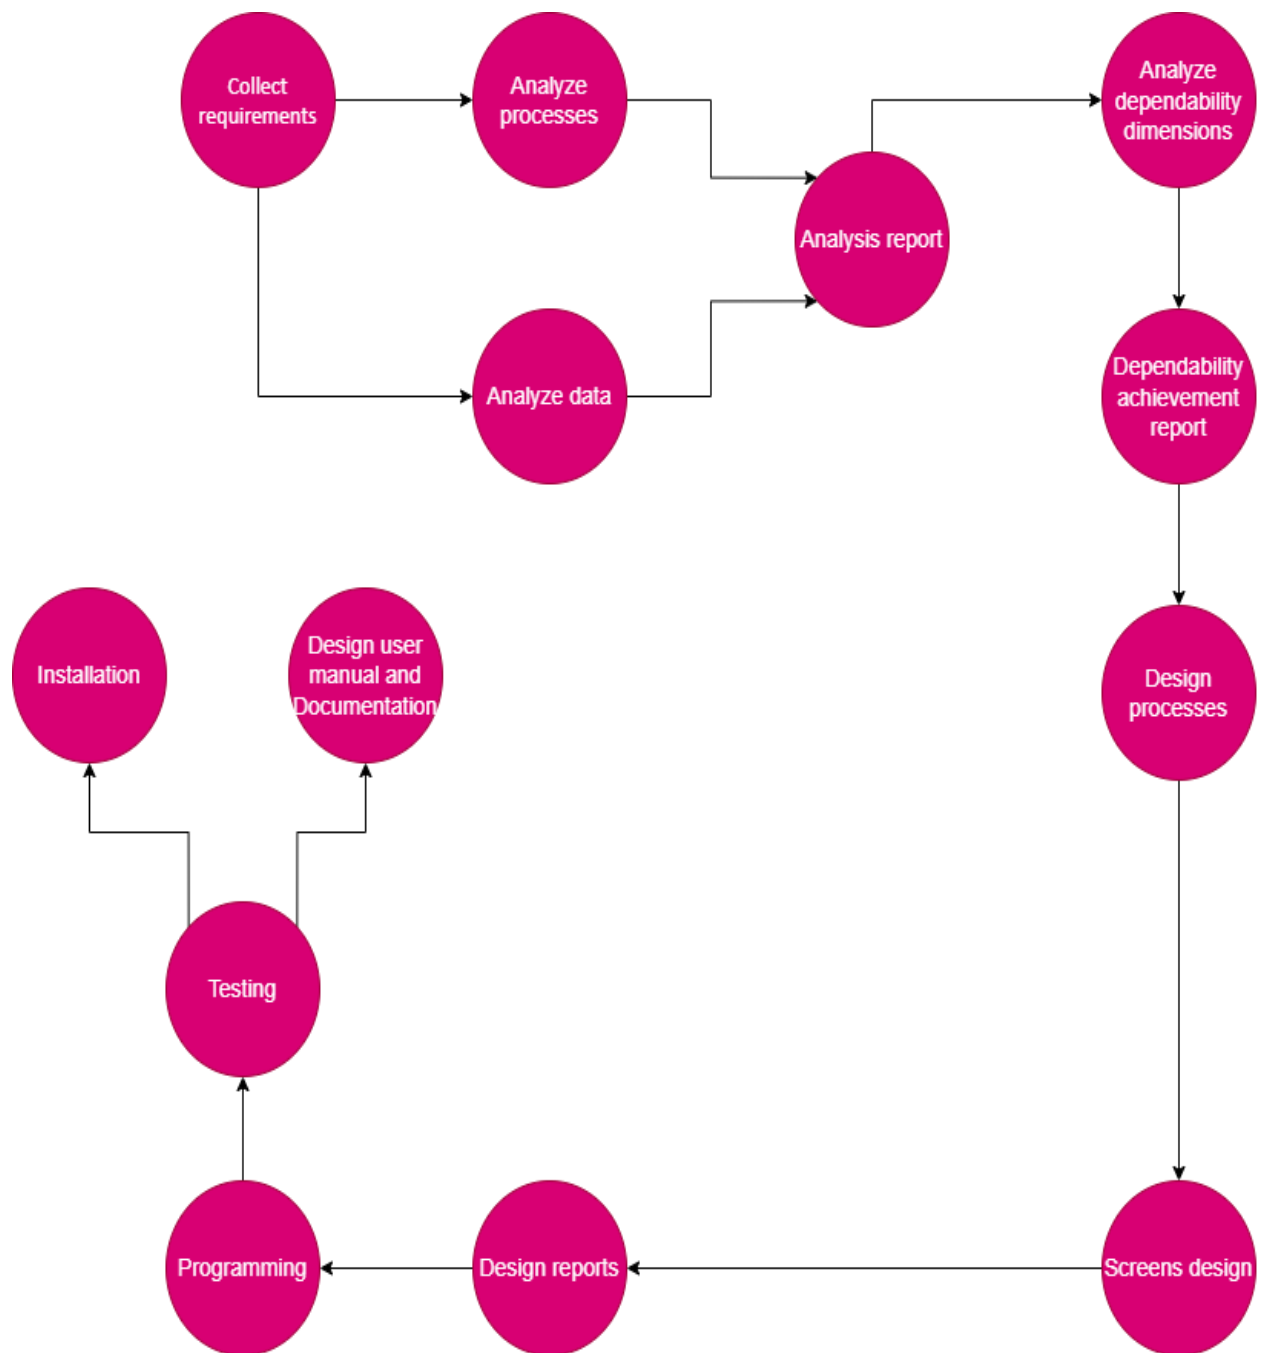 Collect
requirements
Analyze
processes
Analyze
dependability
dimensions
Analysis report
Analyze data
Dependability
achievement
report
Installation
Design user
manual and
Documentation
Design
processes
Testing
Programming
Design reports
Screens design